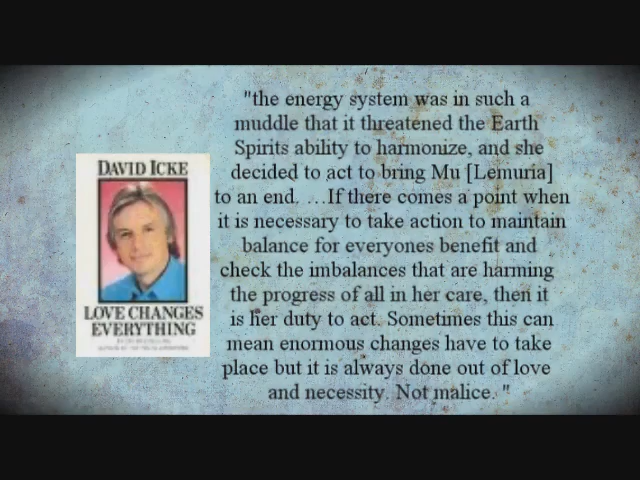 "the energy system was in such a
muddle that it threatened the Earth
Spirits ability to harmonize, and she
decided to act to bring Mu [Lemuria]
to an end. …If there comes a point when
it is necessary to take action to maintain
balance for everyones benefit and
check the imbalances that are harming
the progress of all in her care, then it
is her duty to act. Sometimes this can
mean enormous changes have to take
place but it is always done out of love
and necessity. Not malice. "
DAVID ICKE
LOVE CHANGES
EVERYTHING